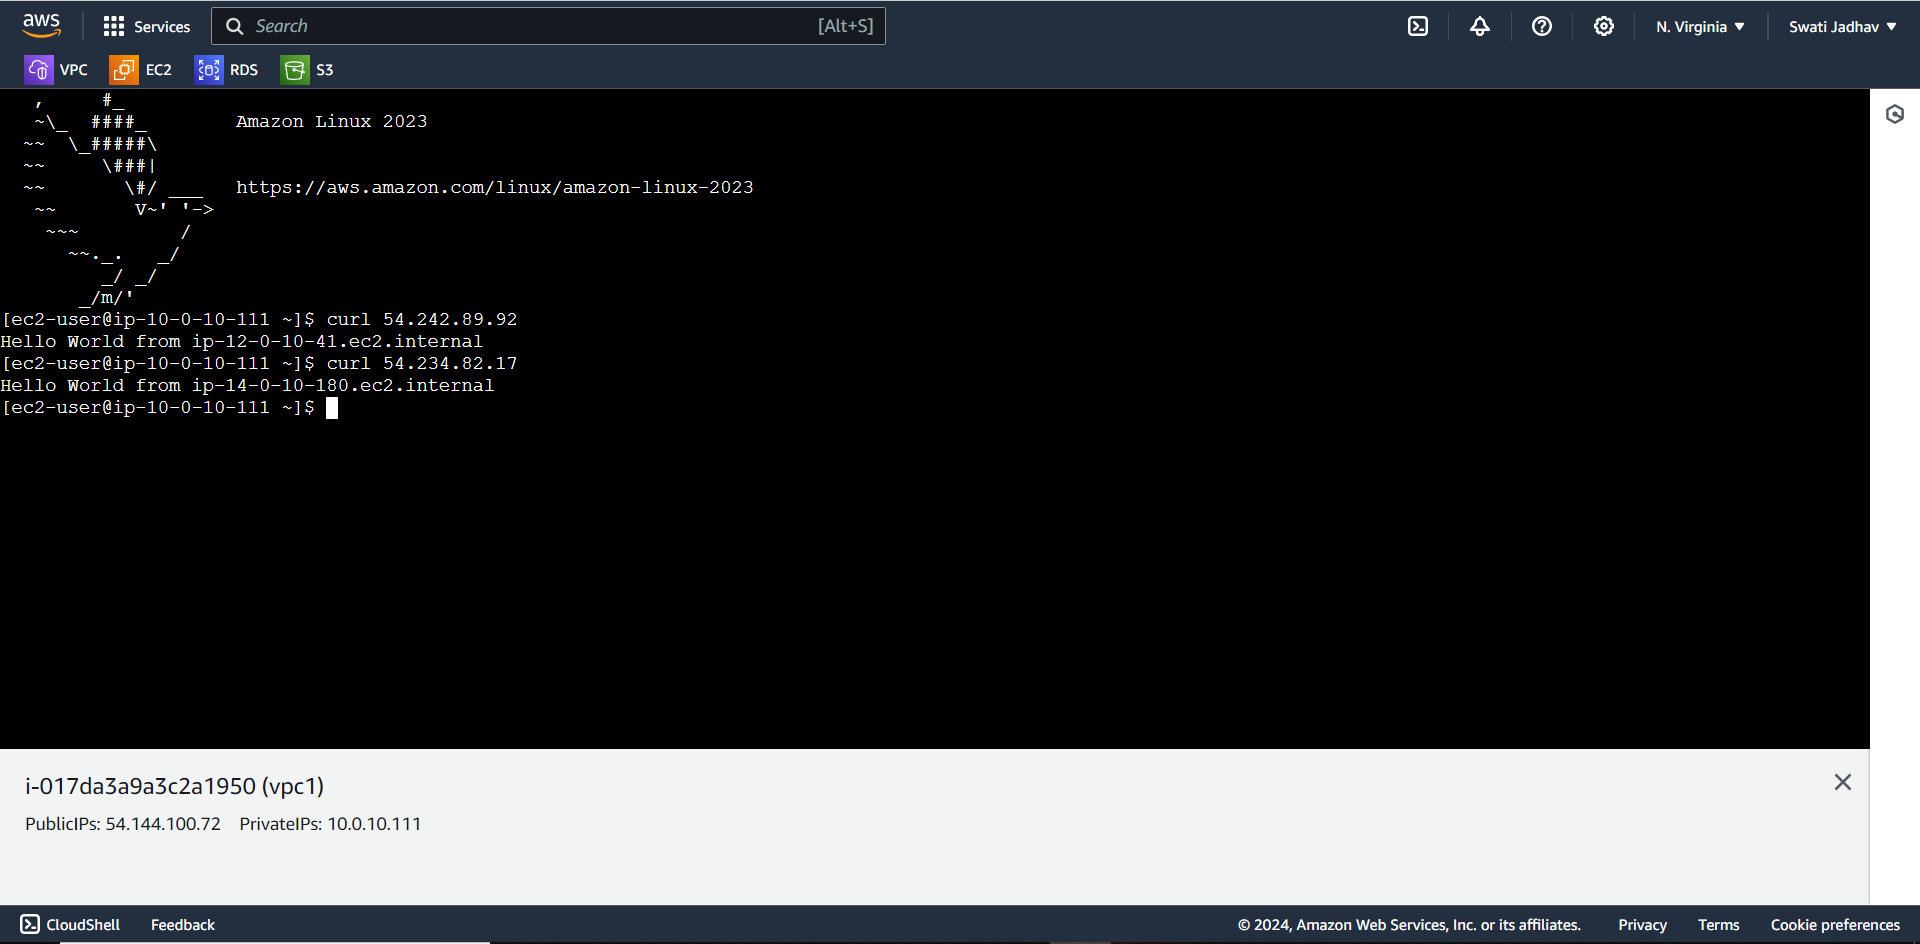 aws Services Search [Alt+S] N. Virginia ▼ Swati Jadhav ▼
VPC EC2 RDS S3
   ,     #_
   ~\_  ####_        Amazon Linux 2023
  ~~  \_#####\
  ~~     \###|
  ~~       \#/ ___   https://aws.amazon.com/linux/amazon-linux-2023
   ~~       V~' '->
    ~~~         /
      ~~._.   _/
         _/ _/
       _/m/'
[ec2-user@ip-10-0-10-111 ~]$ curl 54.242.89.92
Hello World from ip-12-0-10-41.ec2.internal
[ec2-user@ip-10-0-10-111 ~]$ curl 54.234.82.17
Hello World from ip-14-0-10-180.ec2.internal
[ec2-user@ip-10-0-10-111 ~]$
i-017da3a9a3c2a1950 (vpc1)
PublicIPs: 54.144.100.72 PrivateIPs: 10.0.10.111
CloudShell Feedback © 2024, Amazon Web Services, Inc. or its affiliates. Privacy Terms Cookie preferences